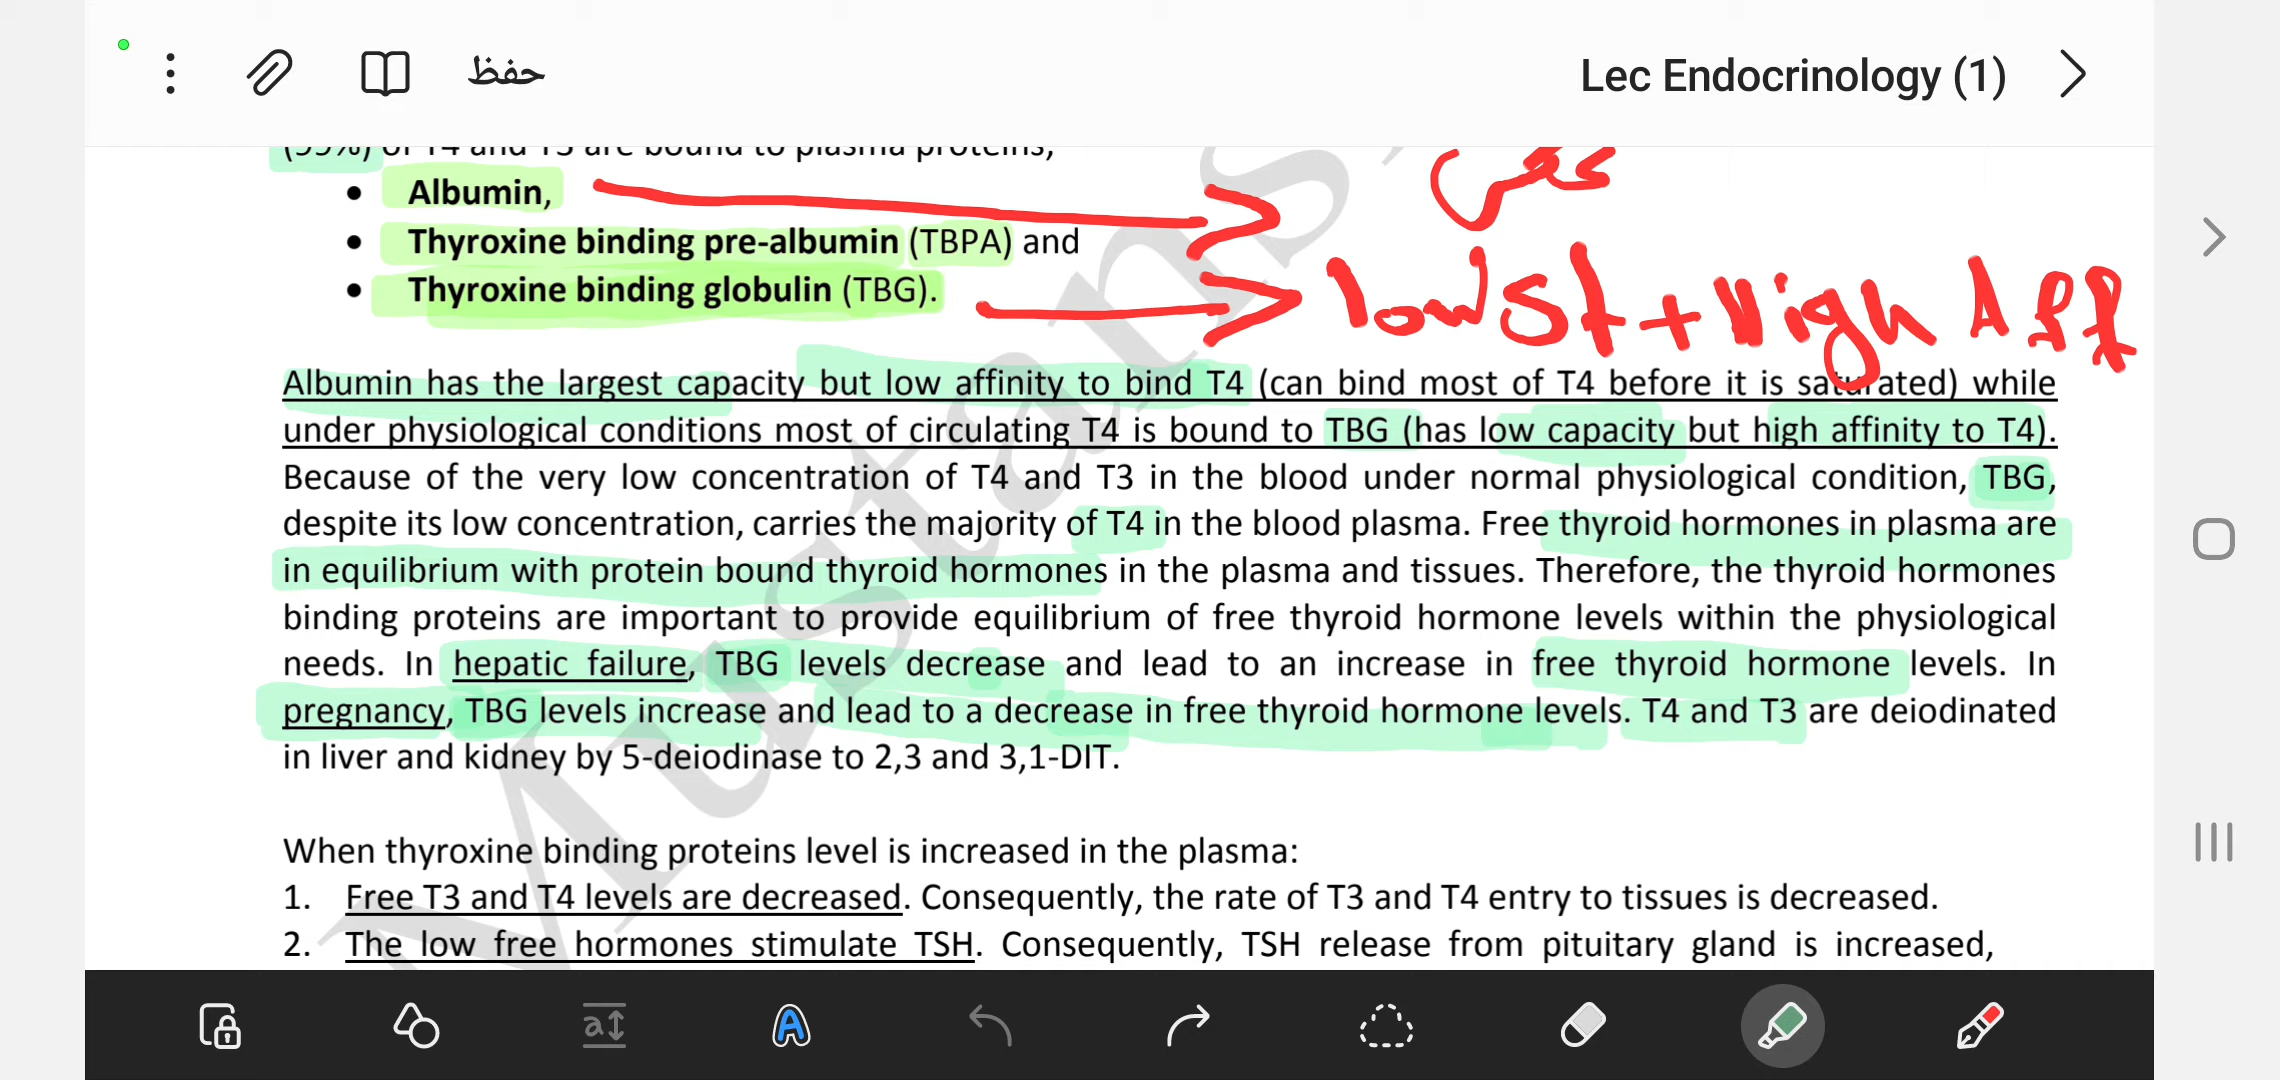 حفظ
Lec Endocrinology (1)
(99%) of T4 and T3 are bound to plasma proteins;
• Albumin,
• Thyroxine binding pre-albumin (TBPA) and
• Thyroxine binding globulin (TBG).
low st + High Aff
Albumin has the largest capacity but low affinity to bind T4 (can bind most of T4 before it is saturated) while
under physiological conditions most of circulating T4 is bound to TBG (has low capacity but high affinity to T4).
Because of the very low concentration of T4 and T3 in the blood under normal physiological condition, TBG,
despite its low concentration, carries the majority of T4 in the blood plasma. Free thyroid hormones in plasma are
in equilibrium with protein bound thyroid hormones in the plasma and tissues. Therefore, the thyroid hormones
binding proteins are important to provide equilibrium of free thyroid hormone levels within the physiological
needs. In hepatic failure, TBG levels decrease and lead to an increase in free thyroid hormone levels. In
pregnancy, TBG levels increase and lead to a decrease in free thyroid hormone levels. T4 and T3 are deiodinated
in liver and kidney by 5-deiodinase to 2,3 and 3,1-DIT.
When thyroxine binding proteins level is increased in the plasma:
1. Free T3 and T4 levels are decreased. Consequently, the rate of T3 and T4 entry to tissues is decreased.
2. The low free hormones stimulate TSH. Consequently, TSH release from pituitary gland is increased,
Mustans